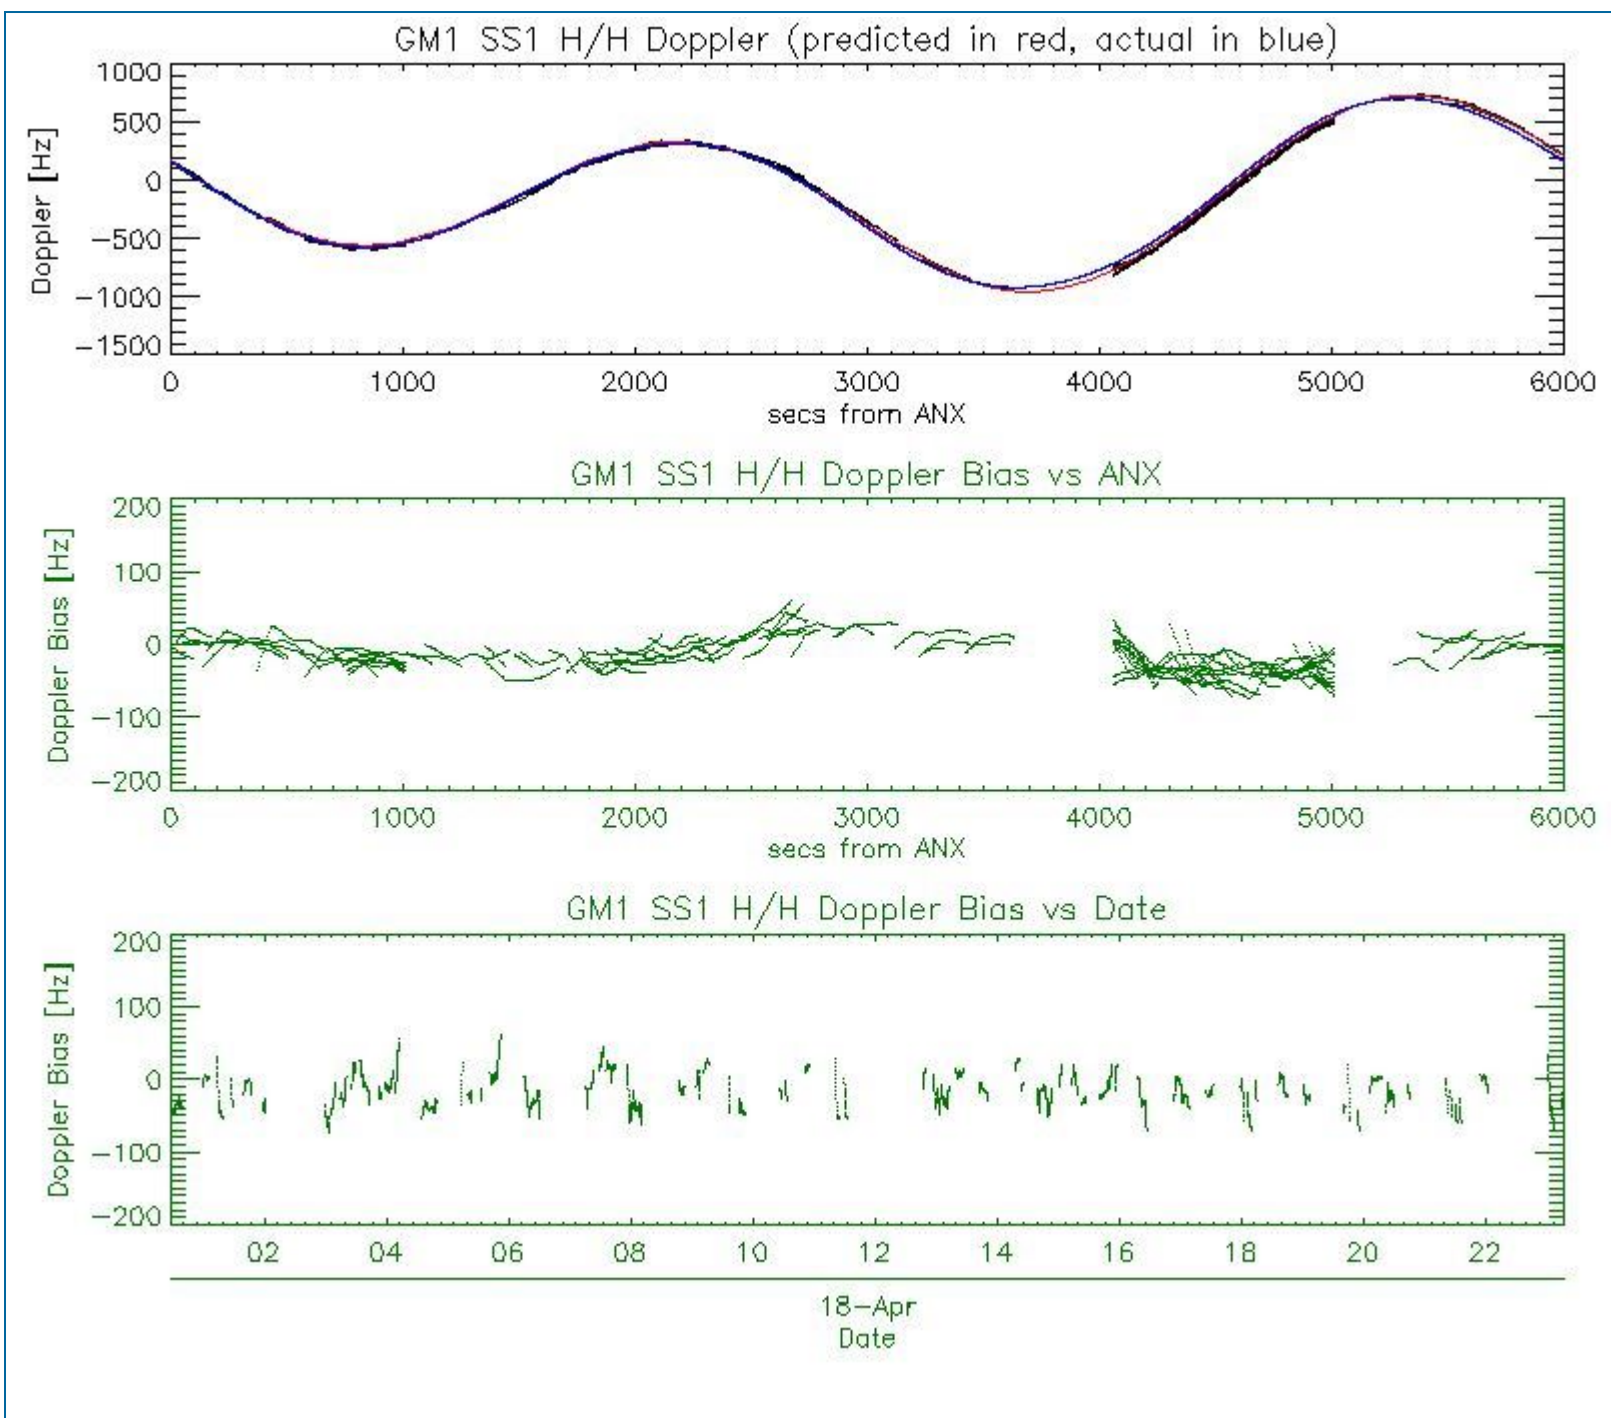 GM1 SS1 H/H Doppler (predicted in red, actual in blue)
1000
500
0
-500
-1000
-1500
Doppler [Hz]
0 1000 2000 3000 4000 5000 6000
secs from ANX
GM1 SS1 H/H Doppler Bias vs ANX
200
100
0
-100
-200
Doppler Bias [Hz]
0 1000 2000 3000 4000 5000 6000
secs from ANX
GM1 SS1 H/H Doppler Bias vs Date
200
100
0
-100
-200
Doppler Bias [Hz]
02 04 06 08 10 12 14 16 18 20 22
18-Apr
Date